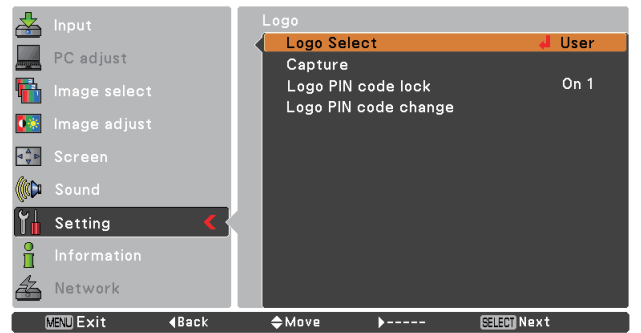 Input
PC adjust
Image select
Image adjust
Screen
Sound
Setting
Information
Network
Logo
Logo Select User
Capture
Logo PIN code lock On 1
Logo PIN code change
MENU Exit Back Move ----- SELECT Next